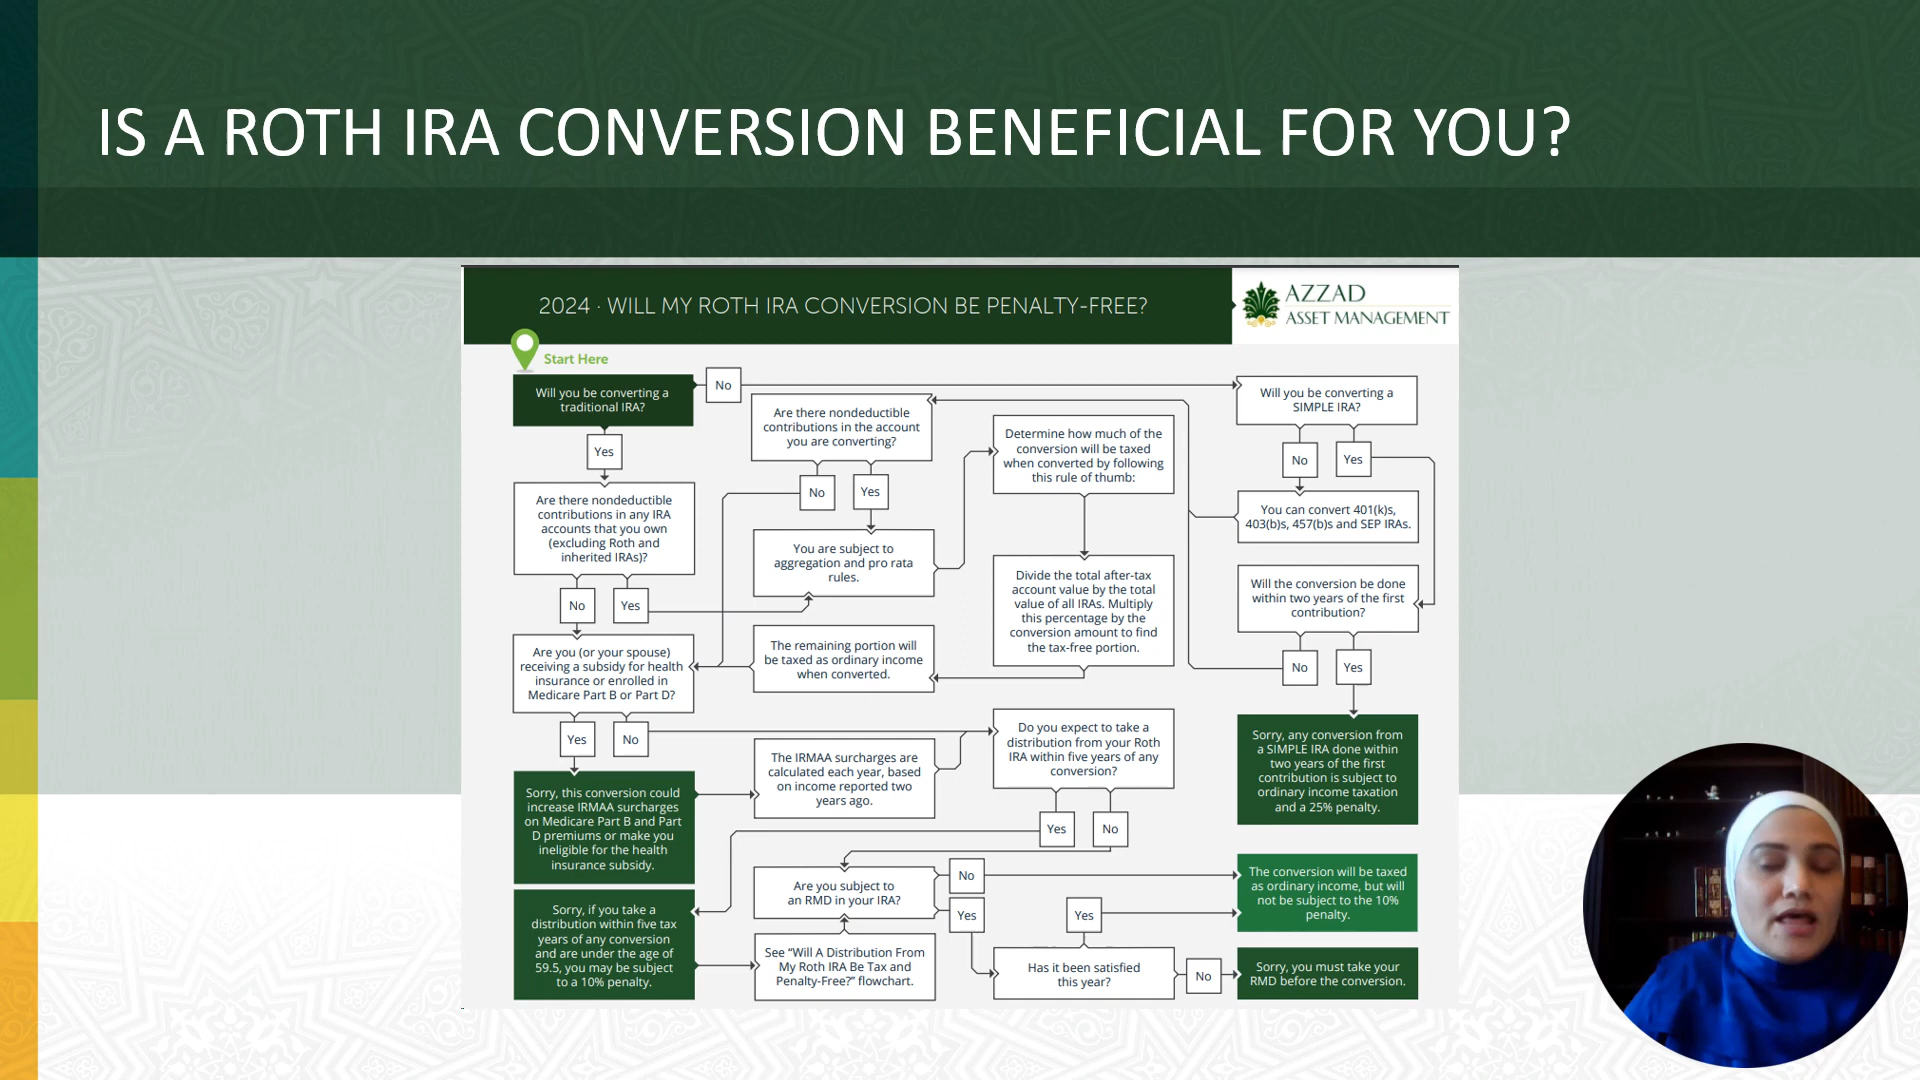 IS A ROTH IRA CONVERSION BENEFICIAL FOR YOU?
2024 · WILL MY ROTH IRA CONVERSION BE PENALTY-FREE?
AZZAD
ASSET MANAGEMENT
Start Here
Will you be converting a
traditional IRA?
No
Yes
Are there nondeductible
contributions in any IRA
accounts that you own
(excluding Roth and
inherited IRAs)?
No
Yes
Are you (or your spouse)
receiving a subsidy for health
insurance or enrolled in
Medicare Part B or Part D?
Yes
No
Sorry, this conversion could
increase IRMAA surcharges
on Medicare Part B and Part
D premiums or make you
ineligible for the health
insurance subsidy.
Sorry, if you take a
distribution within five tax
years of any conversion
and are under the age of
59.5, you may be subject
to a 10% penalty.
Are there nondeductible
contributions in the account
you are converting?
No
Yes
You are subject to
aggregation and pro rata
rules.
The remaining portion will
be taxed as ordinary income
when converted.
The IRMAA surcharges are
calculated each year, based
on income reported two
years ago.
Are you subject to
an RMD in your IRA?
No
Yes
See “Will A Distribution From
My Roth IRA Be Tax and
Penalty-Free?” flowchart.
Determine how much of the
conversion will be taxed
when converted by following
this rule of thumb:
Divide the total after-tax
account value by the total
value of all IRAs. Multiply
this percentage by the
conversion amount to find
the tax-free portion.
Do you expect to take a
distribution from your Roth
IRA within five years of any
conversion?
Yes
No
Yes
Has it been satisfied
this year?
No
Will you be converting a
SIMPLE IRA?
No
Yes
You can convert 401(k)s,
403(b)s, 457(b)s and SEP IRAs.
Will the conversion be done
within two years of the first
contribution?
No
Yes
Sorry, any conversion from
a SIMPLE IRA done within
two years of the first
contribution is subject to
ordinary income taxation
and a 25% penalty.
The conversion will be taxed
as ordinary income, but will
not be subject to the 10%
penalty.
Sorry, you must take your
RMD before the conversion.